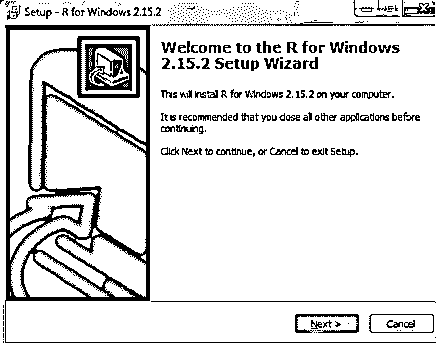 Setup - R for Windows 2.15.2
Welcome to the R for Windows
2.15.2 Setup Wizard
This will install R for Windows 2.15.2 on your computer.
It is recommended that you close all other applications before
continuing.
Click Next to continue, or Cancel to exit Setup.
Next > Cancel